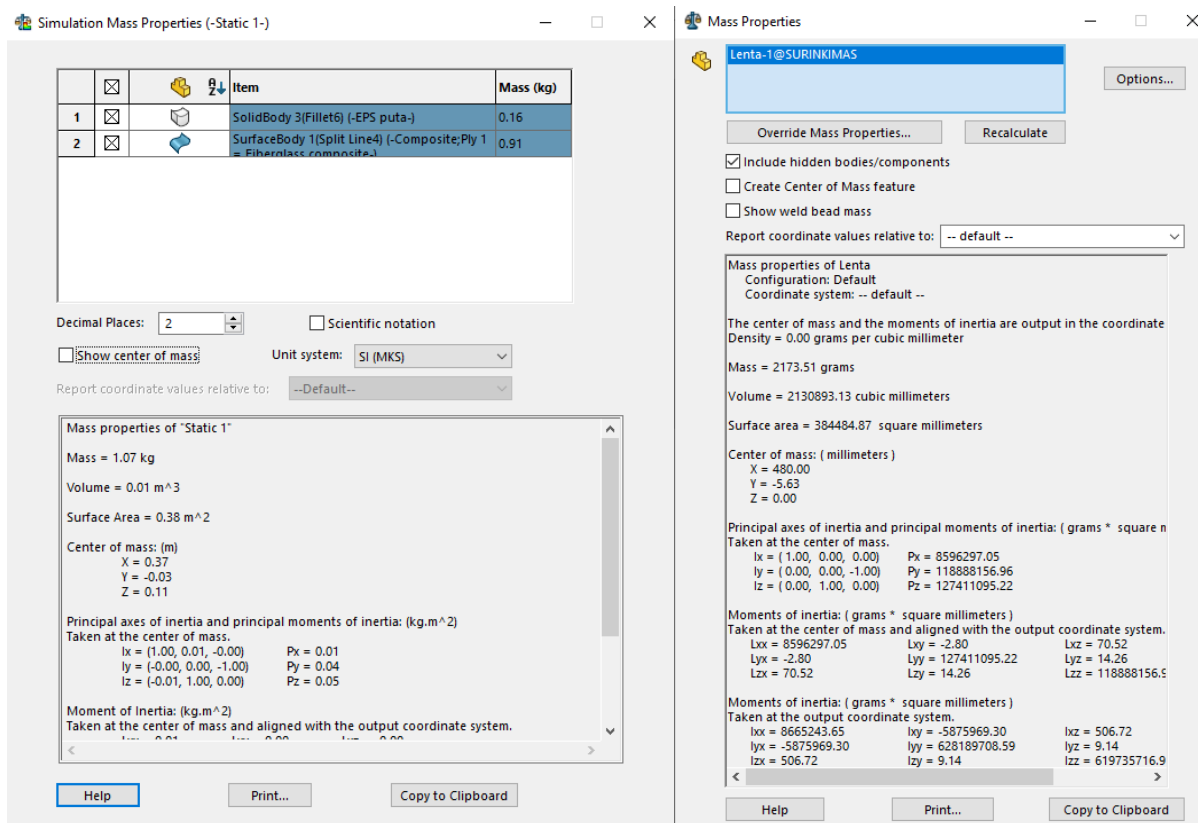 Simulation Mass Properties (-Static 1-)
Item Mass (kg)
1 SolidBody 3(Fillet6) (-EPS puta-) 0.16
2 SurfaceBody 1(Split Line4) (-Composite;Ply 1 0.91
= Fiberglass composite-)
Decimal Places: 2 Scientific notation
Show center of mass Unit system: SI (MKS)
Report coordinate values relative to: --Default--
Mass properties of "Static 1"
Mass = 1.07 kg
Volume = 0.01 m^3
Surface Area = 0.38 m^2
Center of mass: (m)
X = 0.37
Y = -0.03
Z = 0.11
Principal axes of inertia and principal moments of inertia: (kg.m^2)
Taken at the center of mass.
Ix = (1.00, 0.01, -0.00) Px = 0.01
Iy = (-0.00, 0.00, -1.00) Py = 0.04
Iz = (-0.01, 1.00, 0.00) Pz = 0.05
Moment of Inertia: (kg.m^2)
Taken at the center of mass and aligned with the output coordinate system.
Help Print... Copy to Clipboard
Mass Properties
Lenta-1@SURINKIMAS
Options...
Override Mass Properties... Recalculate
Include hidden bodies/components
Create Center of Mass feature
Show weld bead mass
Report coordinate values relative to: -- default --
Mass properties of Lenta
Configuration: Default
Coordinate system: -- default --
The center of mass and the moments of inertia are output in the coordinate
Density = 0.00 grams per cubic millimeter
Mass = 2173.51 grams
Volume = 2130893.13 cubic millimeters
Surface area = 384484.87 square millimeters
Center of mass: ( millimeters )
X = 480.00
Y = -5.63
Z = 0.00
Principal axes of inertia and principal moments of inertia: ( grams * square m
Taken at the center of mass.
Ix = ( 1.00, 0.00, 0.00) Px = 8596297.05
Iy = ( 0.00, 0.00, -1.00) Py = 118888156.96
Iz = ( 0.00, 1.00, 0.00) Pz = 127411095.22
Moments of inertia: ( grams * square millimeters )
Taken at the center of mass and aligned with the output coordinate system.
Lxx = 8596297.05 Lxy = -2.80 Lxz = 70.52
Lyx = -2.80 Lyy = 127411095.22 Lyz = 14.26
Lzx = 70.52 Lzy = 14.26 Lzz = 118888156.9
Moments of inertia: ( grams * square millimeters )
Taken at the output coordinate system.
Ixx = 8665243.65 Ixy = -5875969.30 Ixz = 506.72
Iyx = -5875969.30 Iyy = 628189708.59 Iyz = 9.14
Izx = 506.72 Izy = 9.14 Izz = 619735716.9
Help Print... Copy to Clipboard